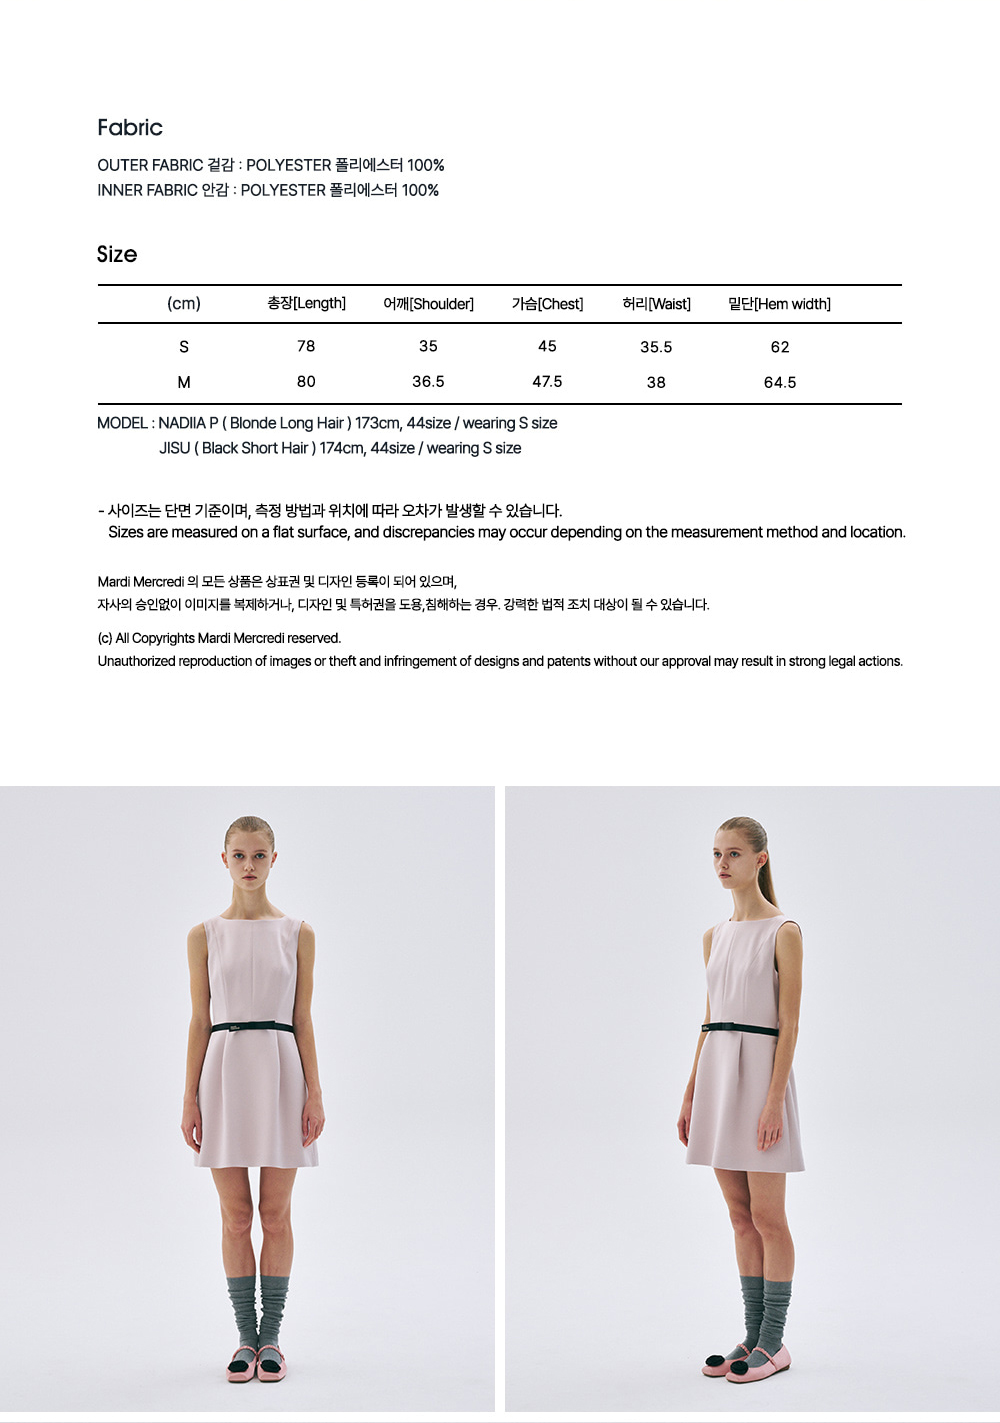 Fabric
OUTER FABRIC 겉감 : POLYESTER 폴리에스터 100%
INNER FABRIC 안감 : POLYESTER 폴리에스터 100%
Size
(cm) 총장[Length] 어깨[Shoulder] 가슴[Chest] 허리[Waist] 밑단[Hem width]
S 78 35 45 35.5 62
M 80 36.5 47.5 38 64.5
MODEL : NADIIA P ( Blonde Long Hair ) 173cm, 44size / wearing S size
JISU ( Black Short Hair ) 174cm, 44size / wearing S size
- 사이즈는 단면 기준이며, 측정 방법과 위치에 따라 오차가 발생할 수 있습니다.
Sizes are measured on a flat surface, and discrepancies may occur depending on the measurement method and location.
Mardi Mercredi 의 모든 상품은 상표권 및 디자인 등록이 되어 있으며,
자사의 승인없이 이미지를 복제하거나, 디자인 및 특허권을 도용,침해하는 경우. 강력한 법적 조치 대상이 될 수 있습니다.
(c) All Copyrights Mardi Mercredi reserved.
Unauthorized reproduction of images or theft and infringement of designs and patents without our approval may result in strong legal actions.